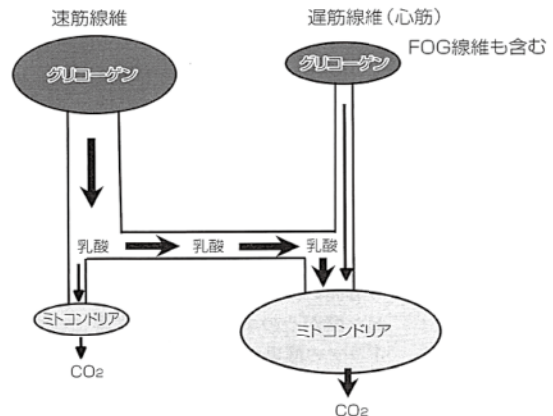 速筋線維
遅筋線維(心筋)
FOG線維も含む
グリコーゲン
グリコーゲン
乳酸
乳酸
乳酸
ミトコンドリア
ミトコンドリア
CO₂
CO₂